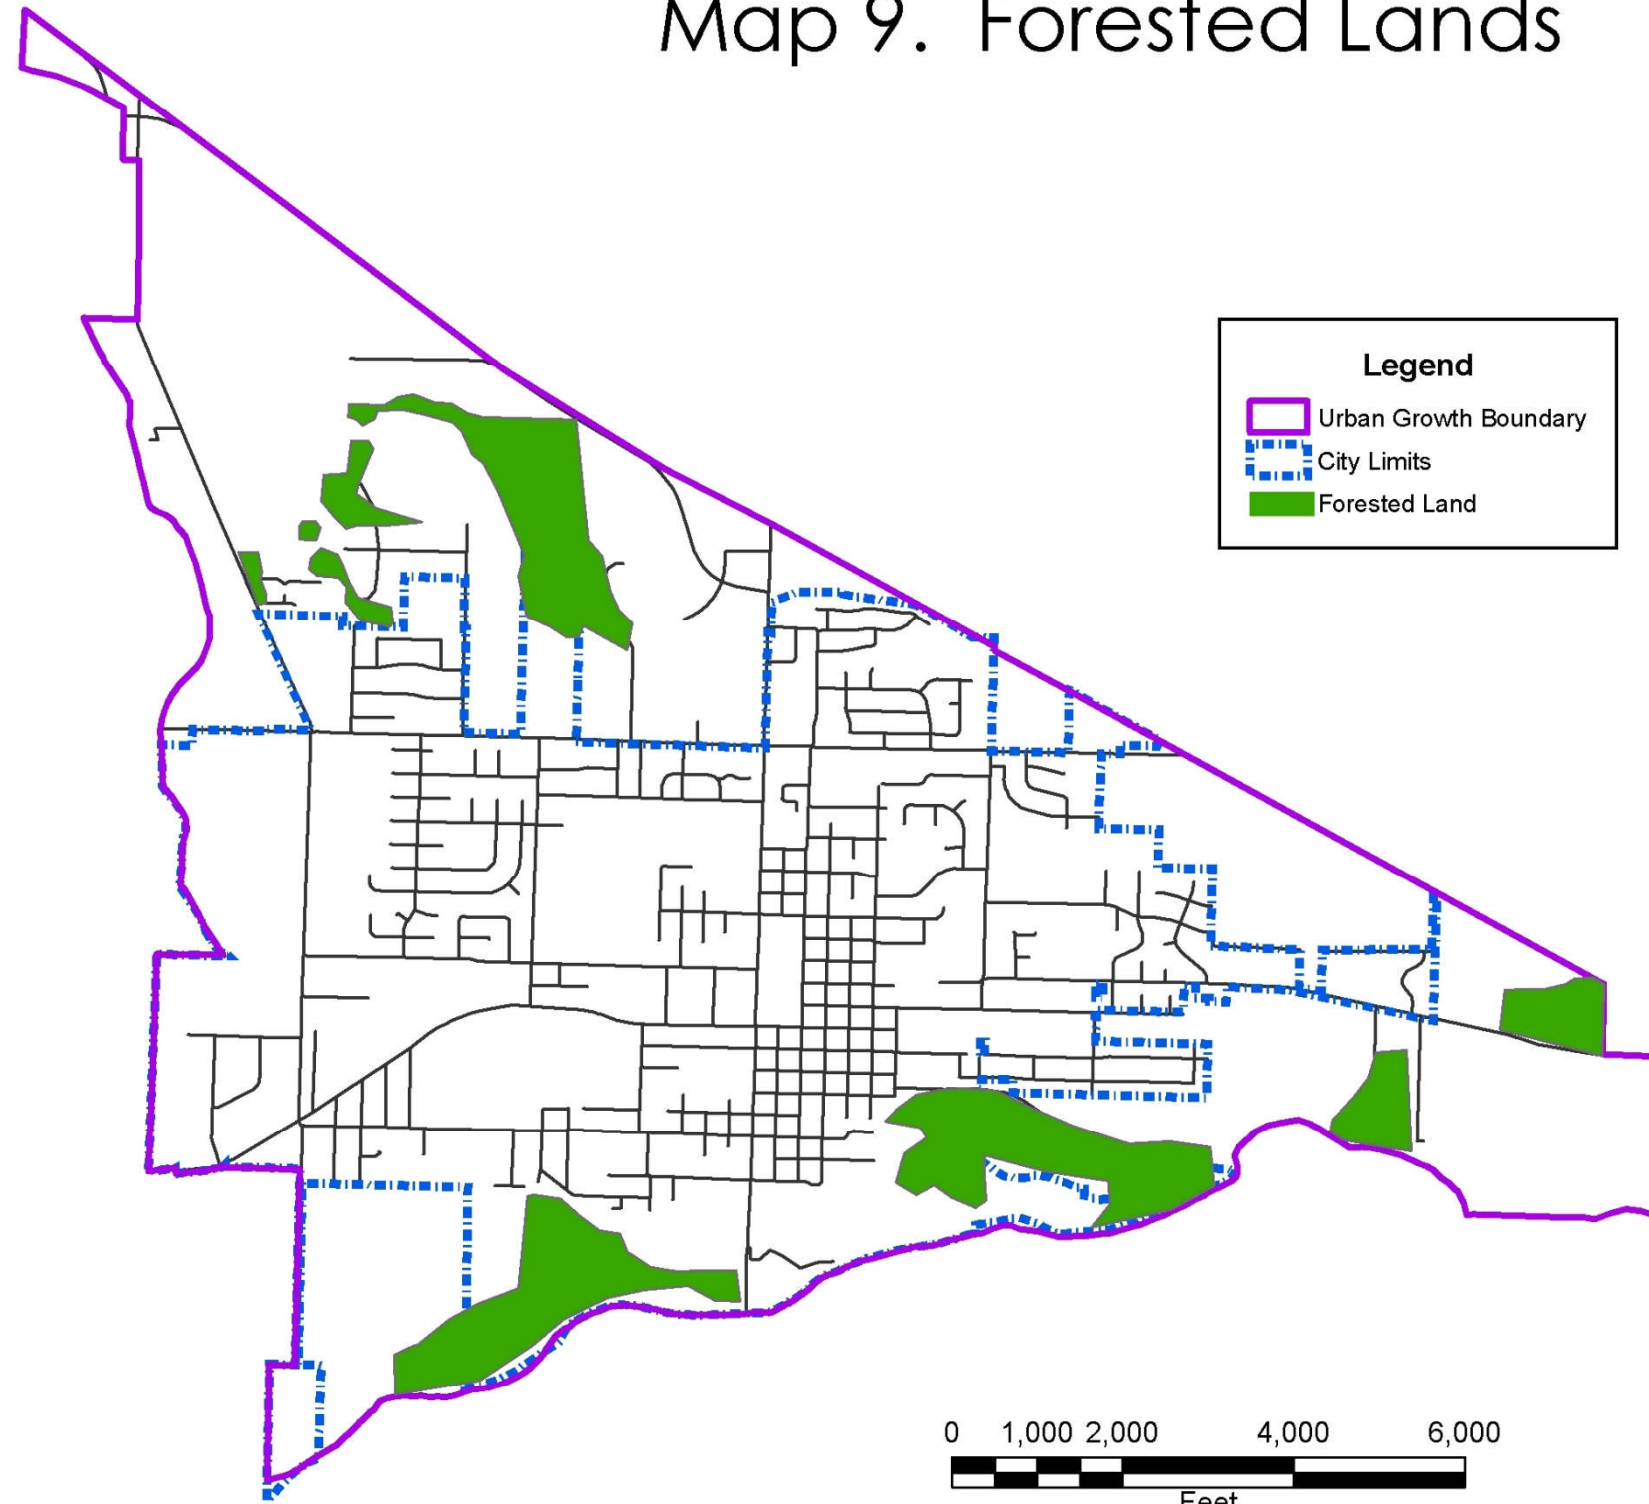 Map 9.  Forested Lands
Legend
Urban Growth Boundary
City Limits
Forested Land
0 1,000 2,000 4,000 6,000
Feet